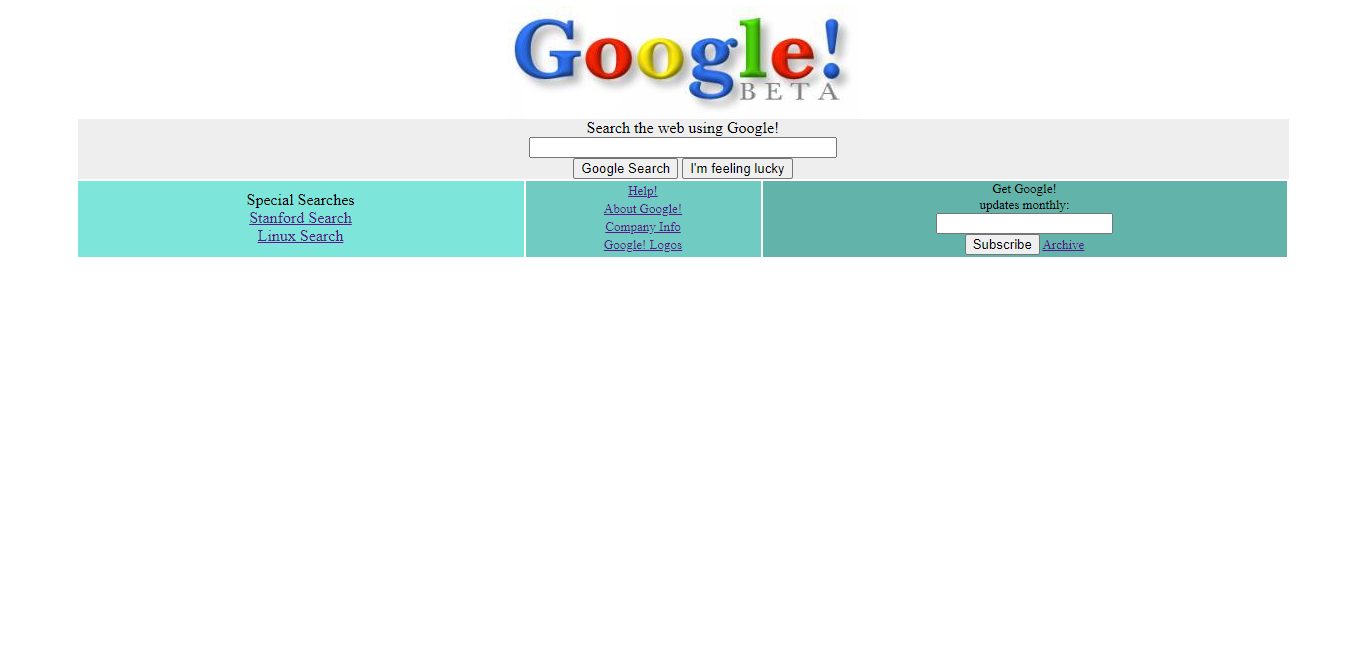 Google!
BETA
Search the web using Google!
Google Search I'm feeling lucky
Special Searches
Stanford Search
Linux Search
Help!
About Google!
Company Info
Google! Logos
Get Google!
updates monthly:
Subscribe Archive